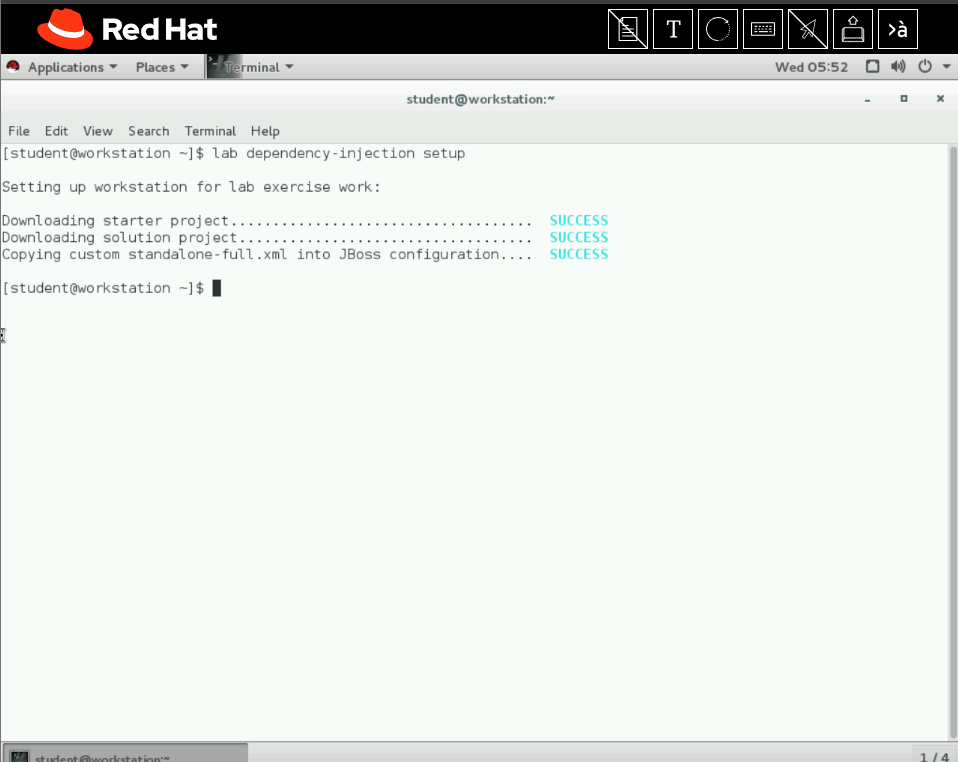 Red Hat
T
>à
Applications Places Terminal Wed 05:52
student@workstation:~
File Edit View Search Terminal Help
[student@workstation ~]$ lab dependency-injection setup
Setting up workstation for lab exercise work:
Downloading starter project.................................... SUCCESS
Downloading solution project................................... SUCCESS
Copying custom standalone-full.xml into JBoss configuration.... SUCCESS
[student@workstation ~]$
student@workstation:~ 1 / 4